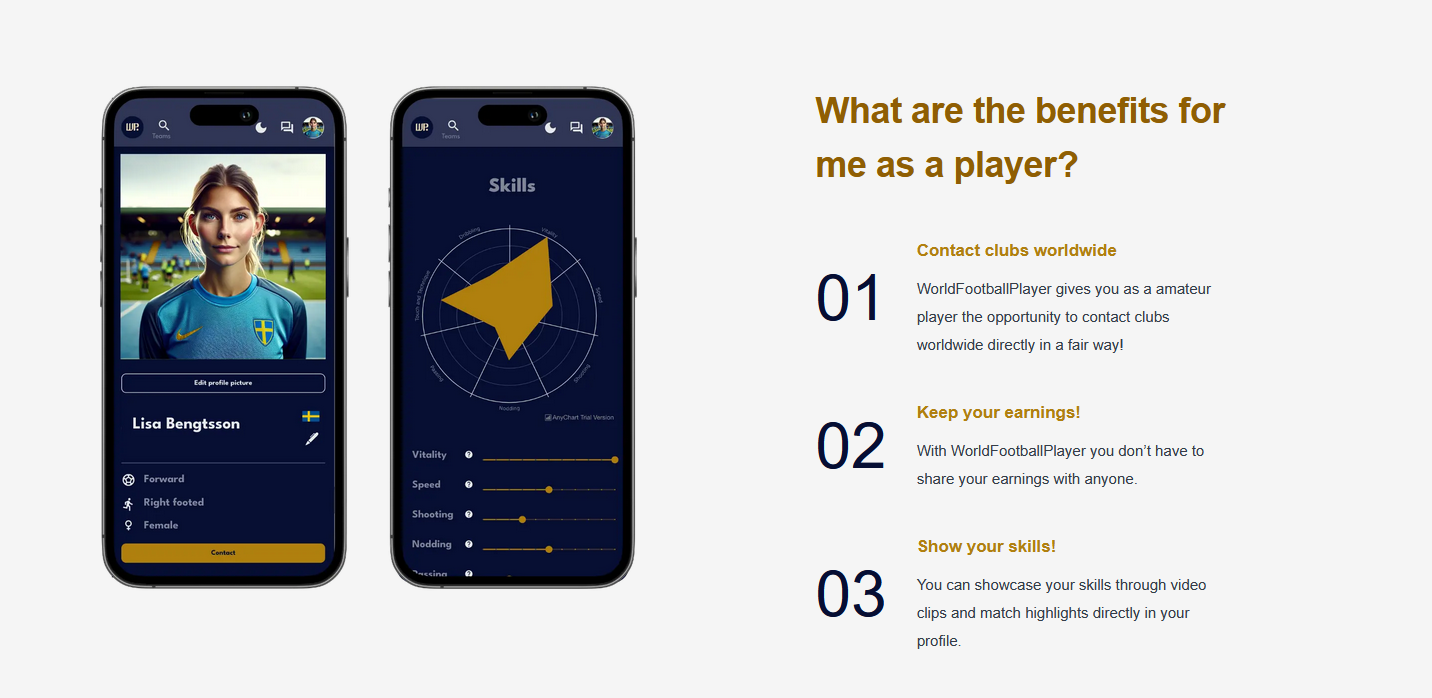 WP.
Teams
Edit profile picture
Lisa Bengtsson
Forward
Right footed
Female
Contact
WP.
Teams
Skills
Dribbling
Vitality
Touch and Technique
Speed
Passing
Shooting
Nodding
AnyChart Trial Version
Vitality
Speed
Shooting
Nodding
Passing
What are the benefits for
me as a player?
01
Contact clubs worldwide
WorldFootballPlayer gives you as a amateur
player the opportunity to contact clubs
worldwide directly in a fair way!
02
Keep your earnings!
With WorldFootballPlayer you don’t have to
share your earnings with anyone.
03
Show your skills!
You can showcase your skills through video
clips and match highlights directly in your
profile.